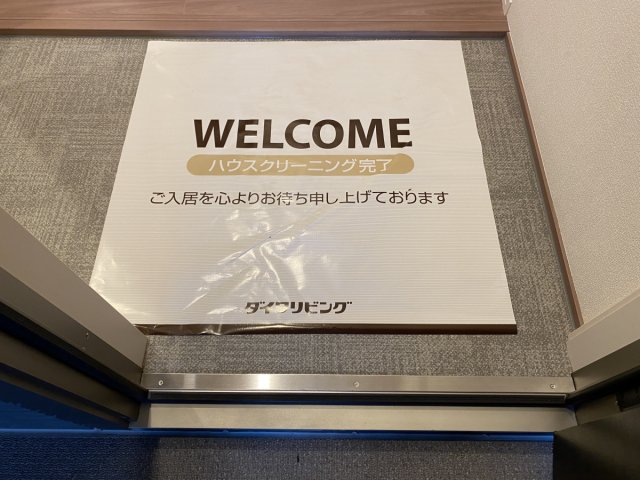 WELCOME
ハウスクリーニング完了
ご入居を心よりお待ち申し上げております
ダイワリビング